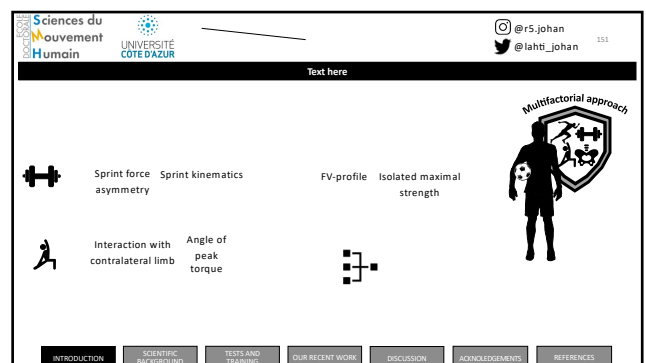 ECOLE
DOCTORALE
Sciences du
Mouvement
Humain
UNIVERSITÉ
CÔTE D'AZUR
@r5.johan
@lahti_johan
151
Text here
Multifactorial approach
Sprint force
asymmetry
Sprint kinematics
FV-profile
Isolated maximal
strength
Interaction with
contralateral limb
Angle of
peak
torque
INTRODUCTION
SCIENTIFIC
BACKGROUND
TESTS AND
TRAINING
OUR RECENT WORK
DISCUSSION
ACKNOLEDGEMENTS
REFERENCES